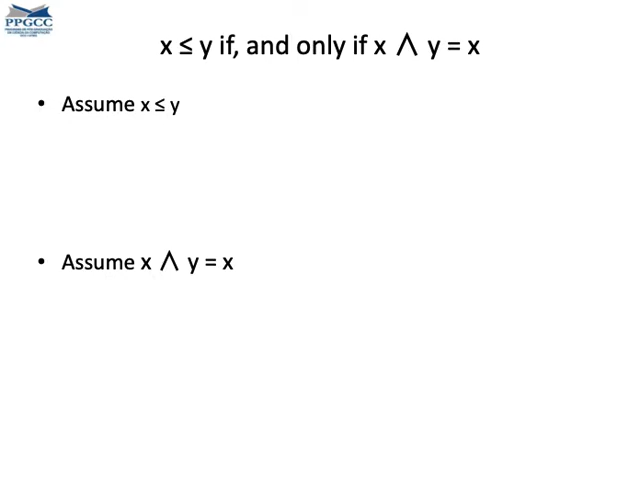 PPGCC
x ≤ y if, and only if x ∧ y = x
• Assume x ≤ y
• Assume x ∧ y = x